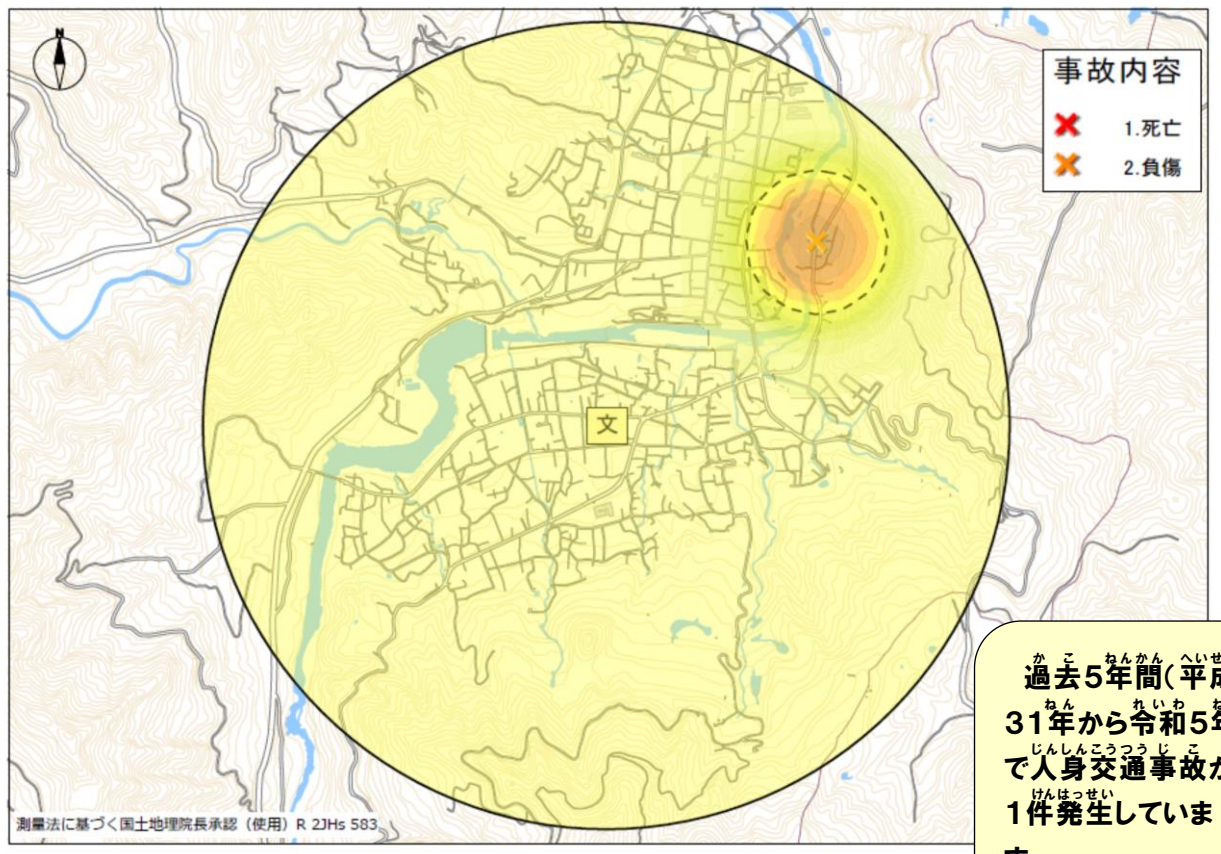 N
事故内容
1.死亡
2.負傷
文
過去5年間(平成
31年から令和5年
で人身交通事故が
1件発生していま
す
測量法に基づく国土地理院長承認(使用)R 2JHs 583